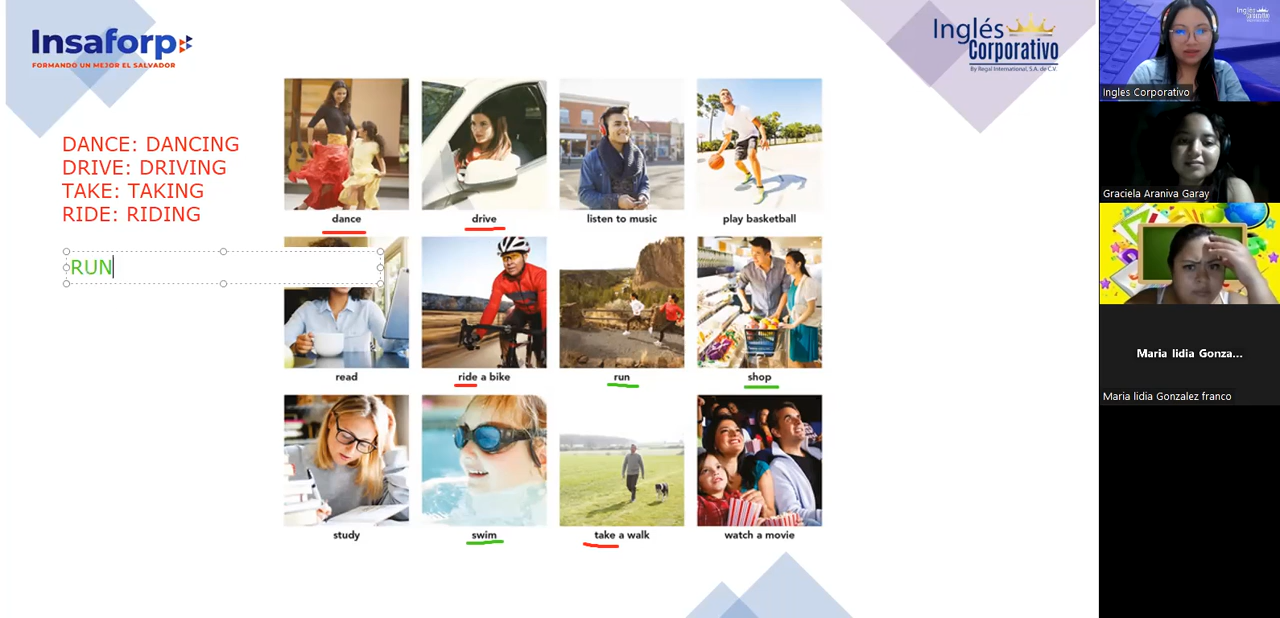 Insaforp
FORMANDO UN MEJOR EL SALVADOR
Inglés
Corporativo
By Regal International, S.A. de C.V.
DANCE: DANCING
DRIVE: DRIVING
TAKE: TAKING
RIDE: RIDING
RUN
dance
drive
listen to music
play basketball
read
ride a bike
run
shop
study
swim
take a walk
watch a movie
Ingles Corporativo
Graciela Araniva Garay
Maria lidia Gonza...
Maria lidia Gonzalez franco